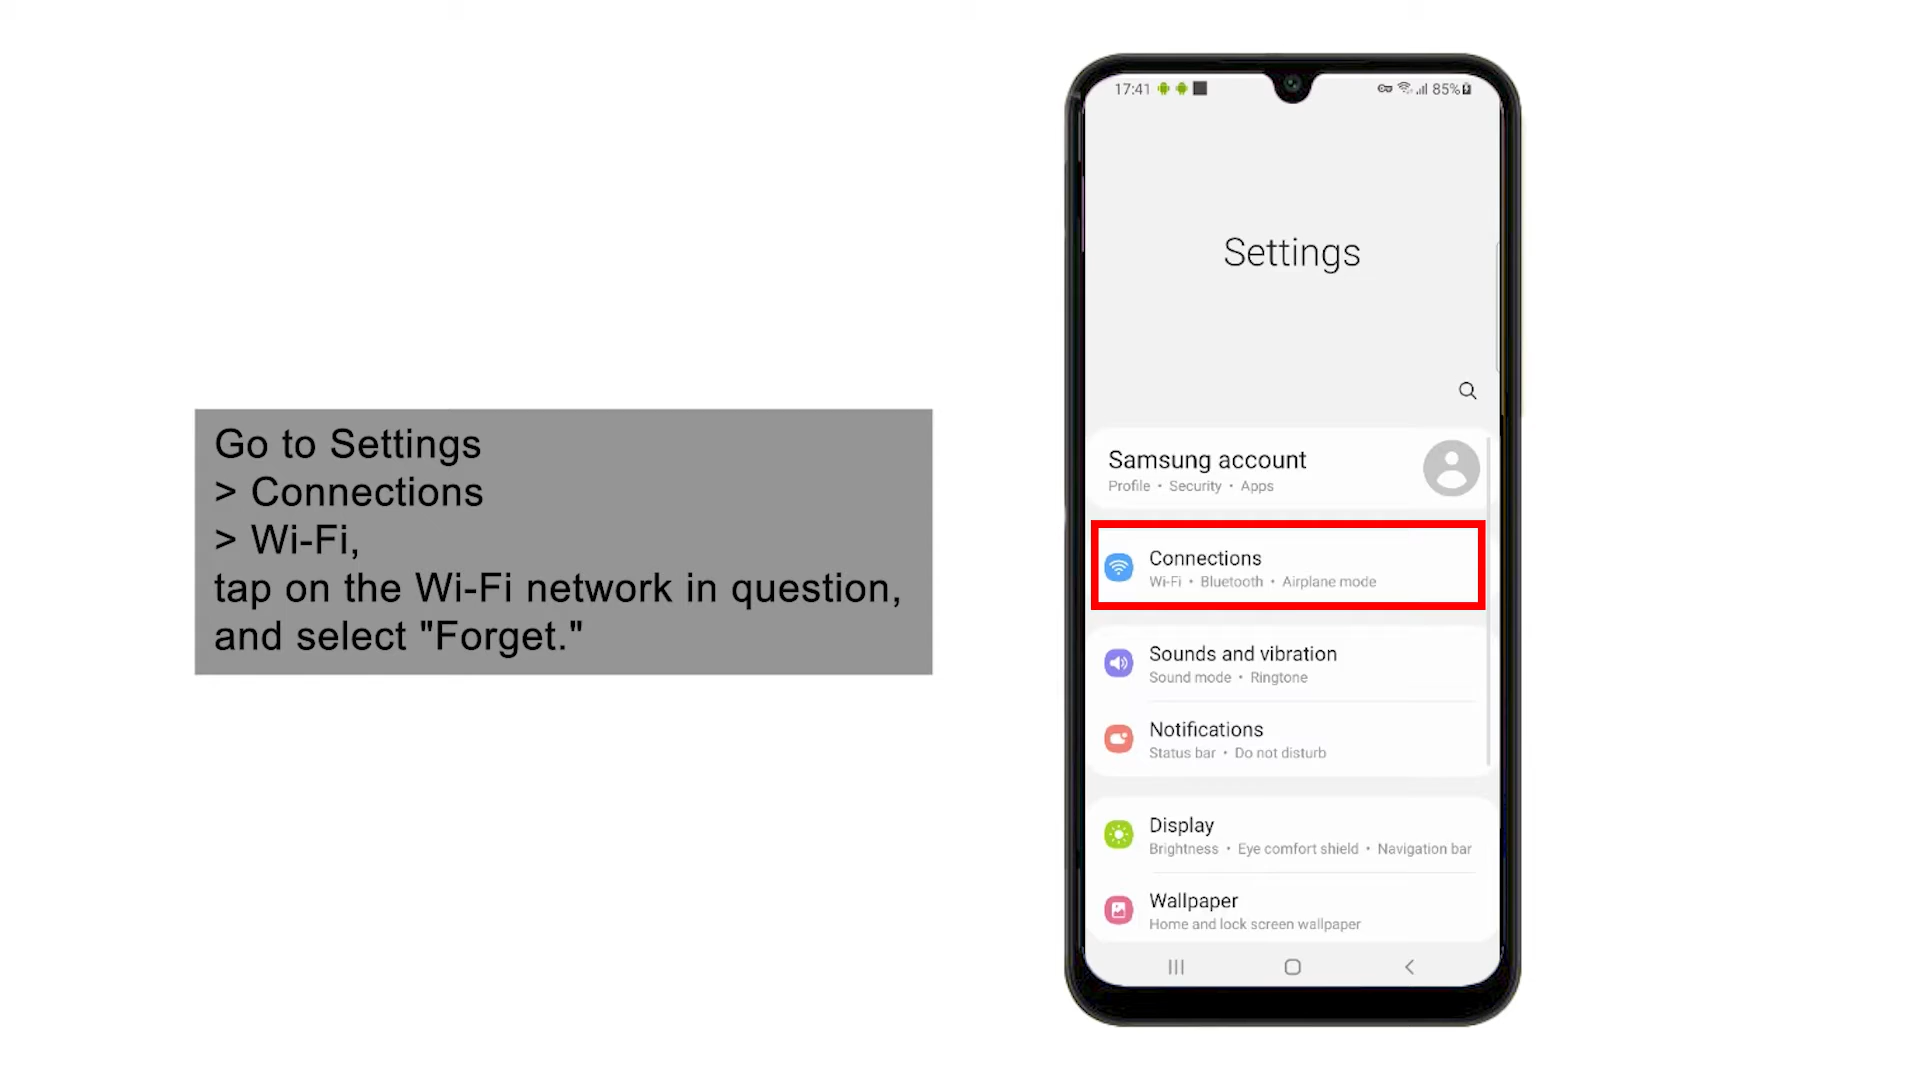 Go to Settings
> Connections
> Wi-Fi,
tap on the Wi-Fi network in question,
and select "Forget."
17:41 85%
Settings
Samsung account
Profile • Security • Apps
Connections
Wi-Fi • Bluetooth • Airplane mode
Sounds and vibration
Sound mode • Ringtone
Notifications
Status bar • Do not disturb
Display
Brightness • Eye comfort shield • Navigation bar
Wallpaper
Home and lock screen wallpaper